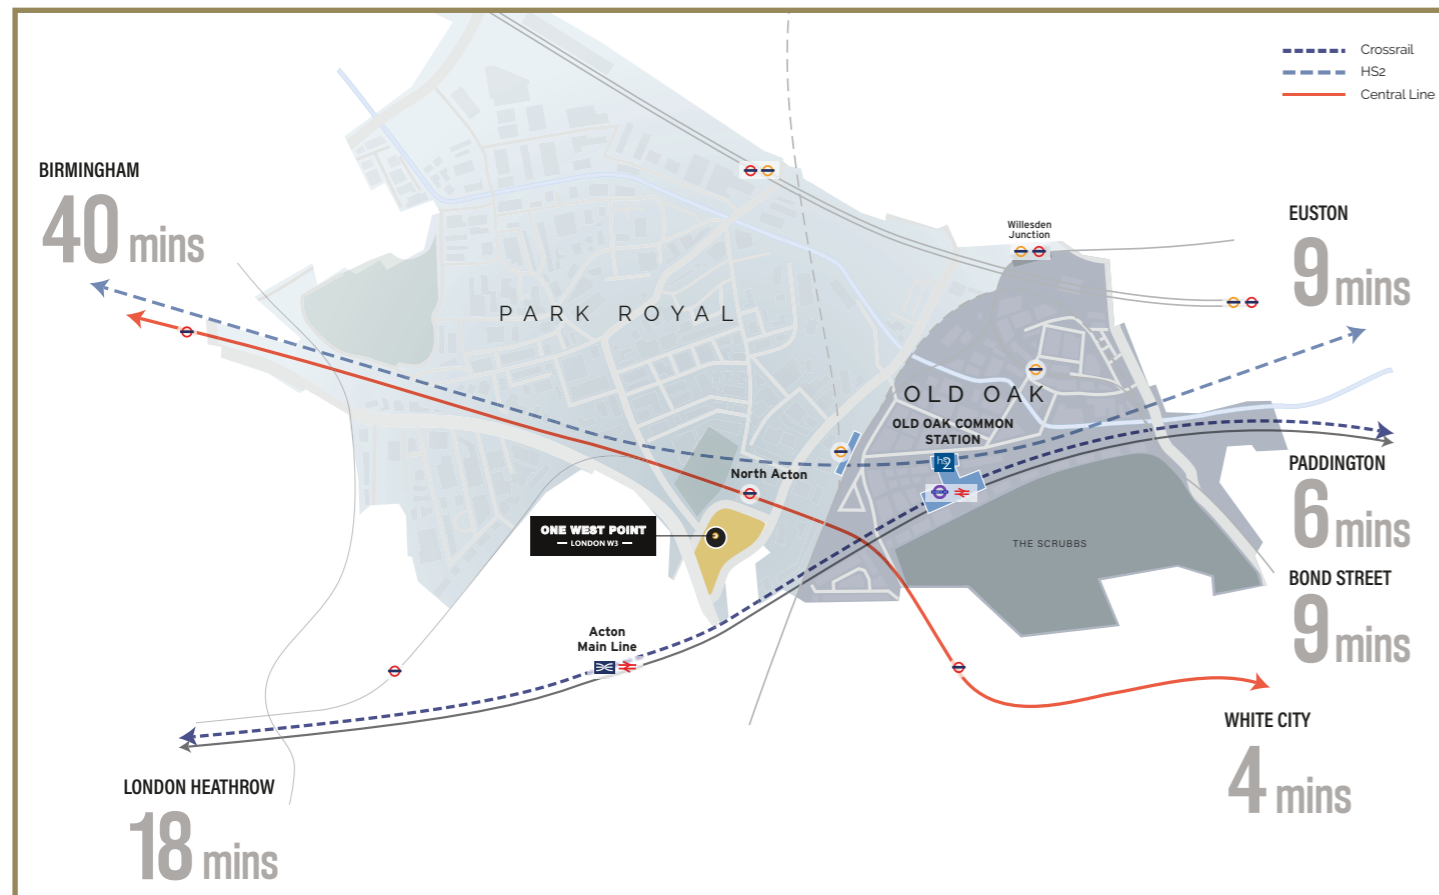 Crossrail
HS2
Central Line
BIRMINGHAM
40 mins
EUSTON
9 mins
Willesden
Junction
PARK ROYAL
OLD OAK
OLD OAK COMMON
STATION
hs2
North Acton
PADDINGTON
6 mins
ONE WEST POINT
LONDON W3
THE SCRUBBS
BOND STREET
9 mins
Acton
Main Line
WHITE CITY
4 mins
LONDON HEATHROW
18 mins